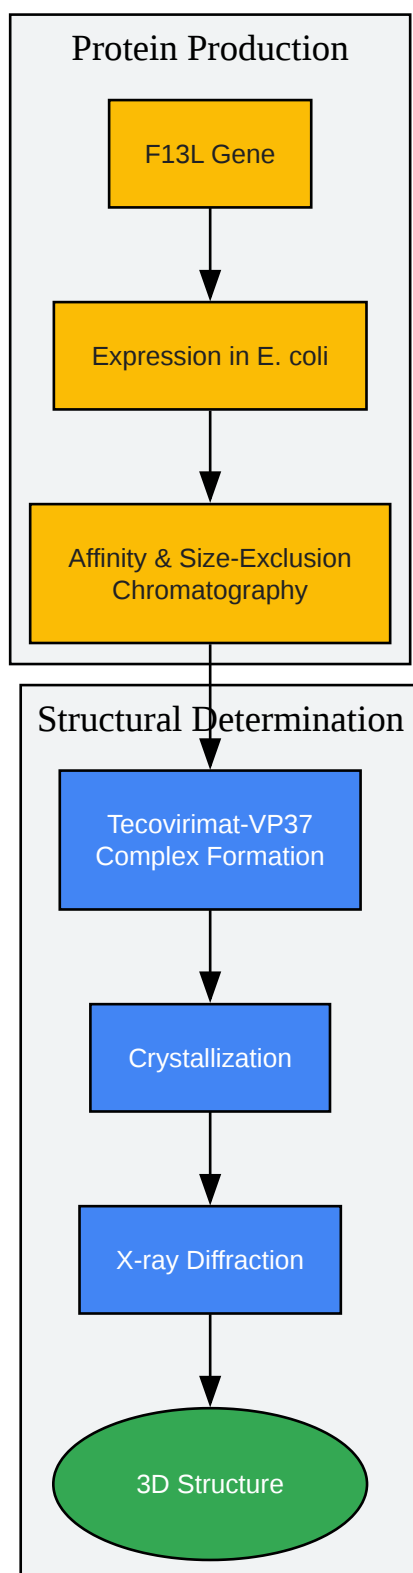 Protein Production
F13L Gene
Expression in E. coli
Affinity & Size-Exclusion
Chromatography
Structural Determination
Tecovirimat-VP37
Complex Formation
Crystallization
X-ray Diffraction
3D Structure